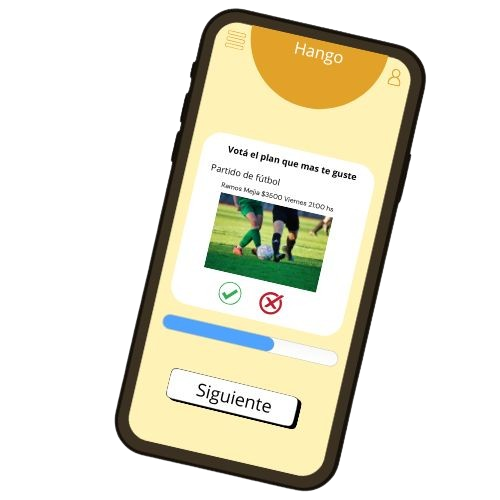 Hango
Votá el plan que mas te guste
Partido de fútbol
Ramos Mejia $3500 Viernes 21:00 hs
Siguiente